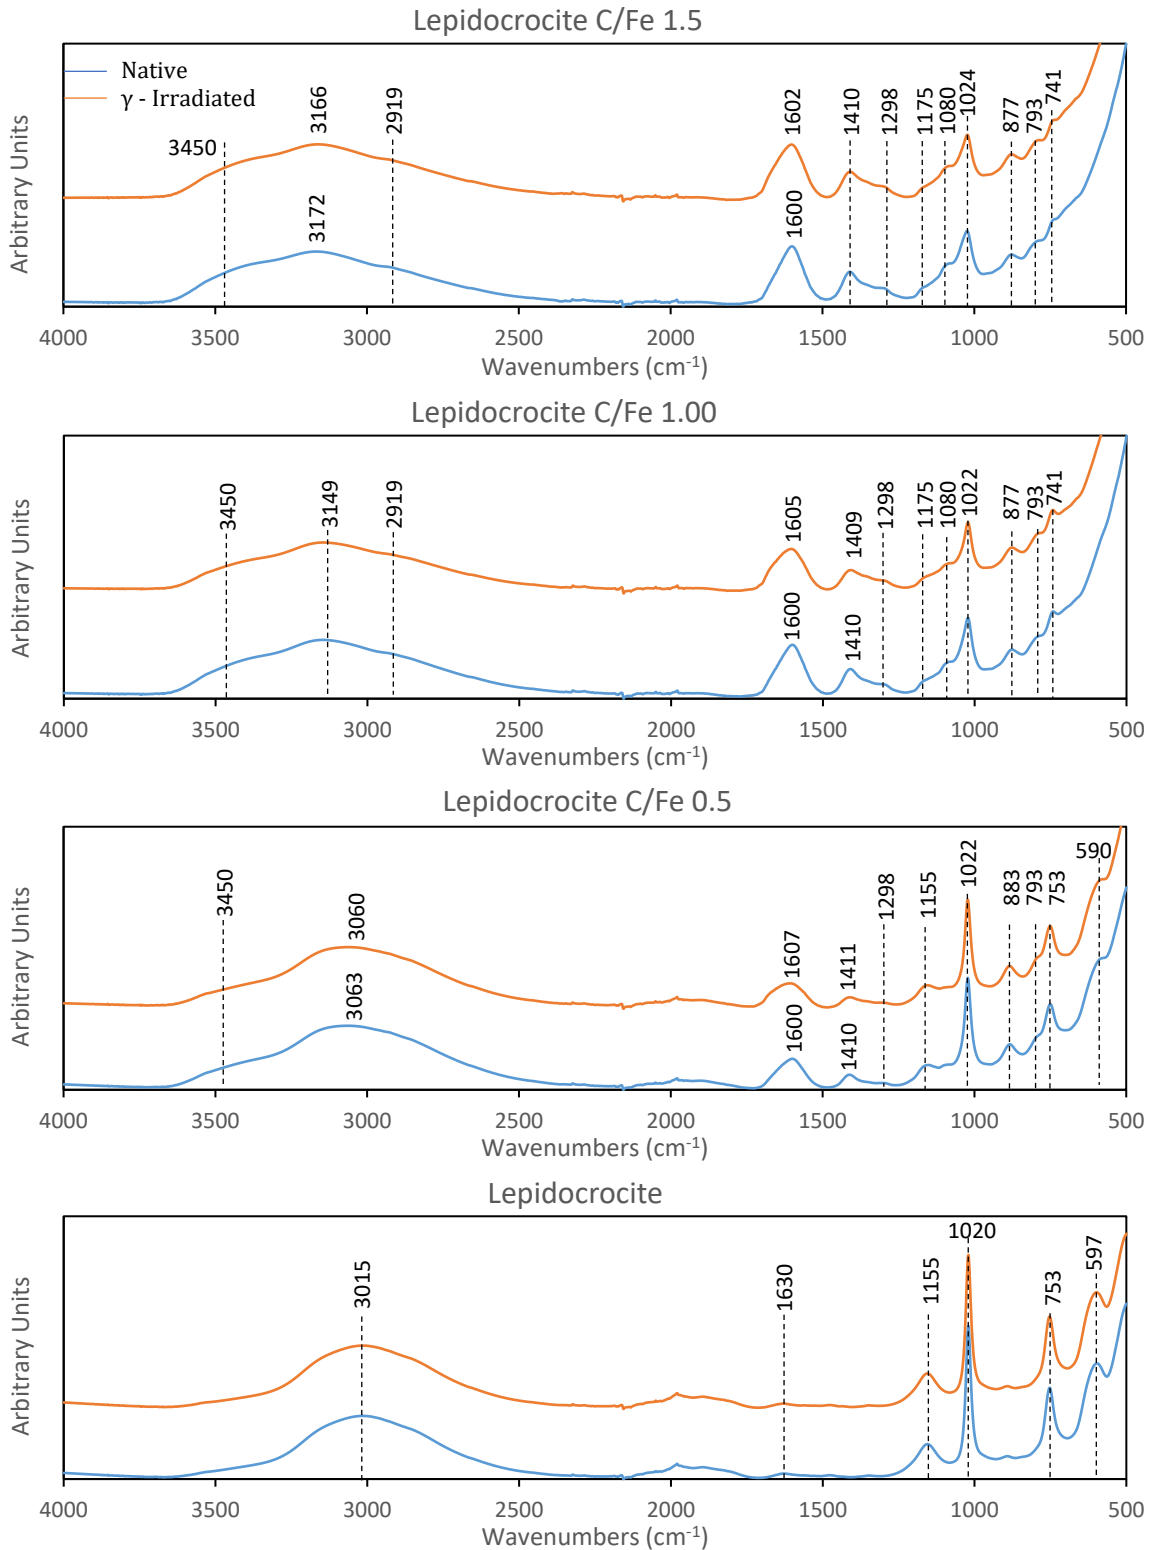 Lepidocrocite C/Fe 1.5
Native
γ - Irradiated
3450
3166
3172
2919
1602
1600
1410
1298
1175
1080
1024
877
793
741
Arbitrary Units
4000 3500 3000 2500 2000 1500 1000 500
Wavenumbers (cm⁻¹)
Lepidocrocite C/Fe 1.00
3450
3149
2919
1605
1600
1409
1410
1298
1175
1080
1022
877
793
741
Arbitrary Units
4000 3500 3000 2500 2000 1500 1000 500
Wavenumbers (cm⁻¹)
Lepidocrocite C/Fe 0.5
3450
3060
3063
1607
1600
1411
1410
1298
1155
1022
883
793
753
590
Arbitrary Units
4000 3500 3000 2500 2000 1500 1000 500
Wavenumbers (cm⁻¹)
Lepidocrocite
3015
1630
1155
1020
753
597
Arbitrary Units
4000 3500 3000 2500 2000 1500 1000 500
Wavenumbers (cm⁻¹)